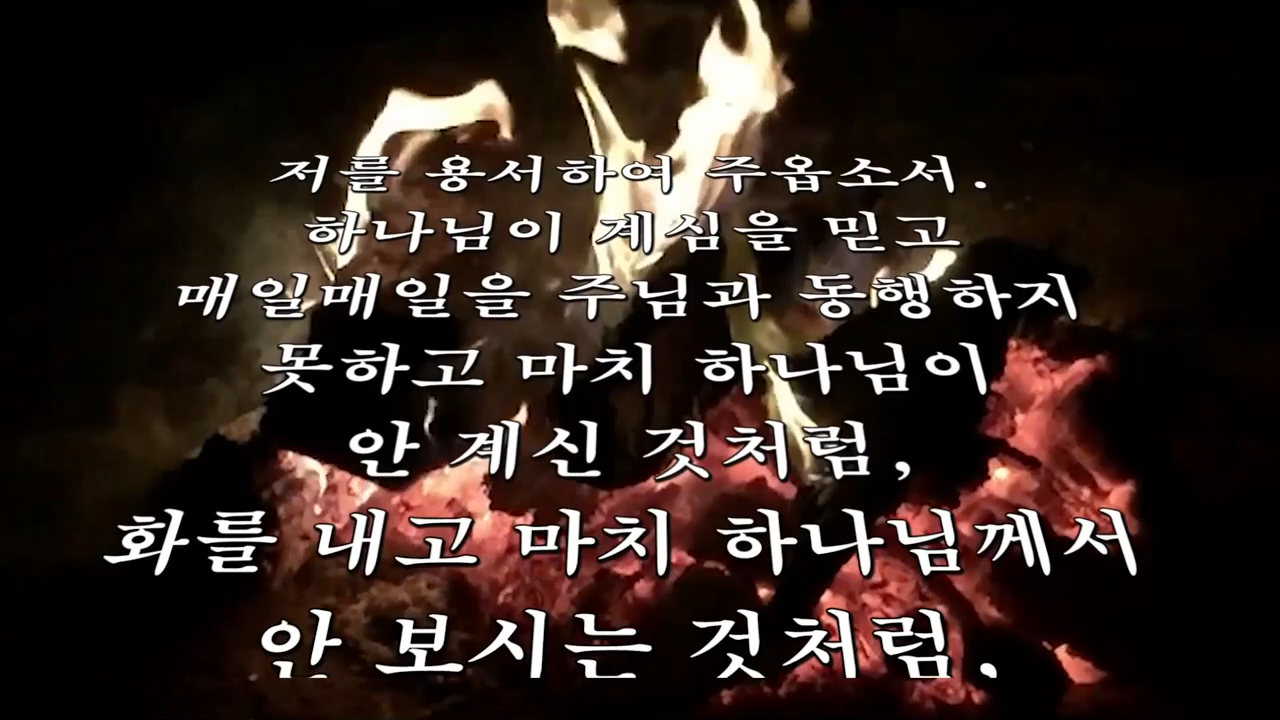 저를 용서하여 주옵소서.
하나님이 계심을 믿고
매일매일을 주님과 동행하지
못하고 마치 하나님이
안 계신 것처럼,
화를 내고 마치 하나님께서
안 보시는 것처럼,